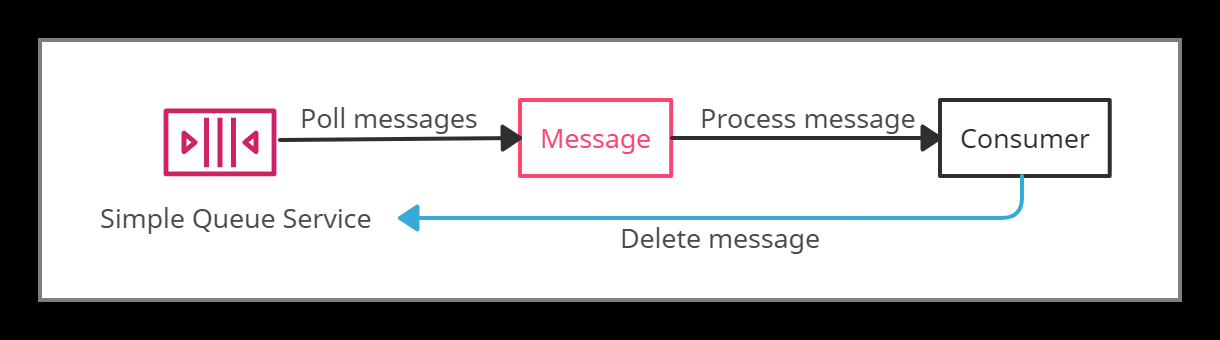 Poll messages
Process message
Message
Consumer
Simple Queue Service
Delete message